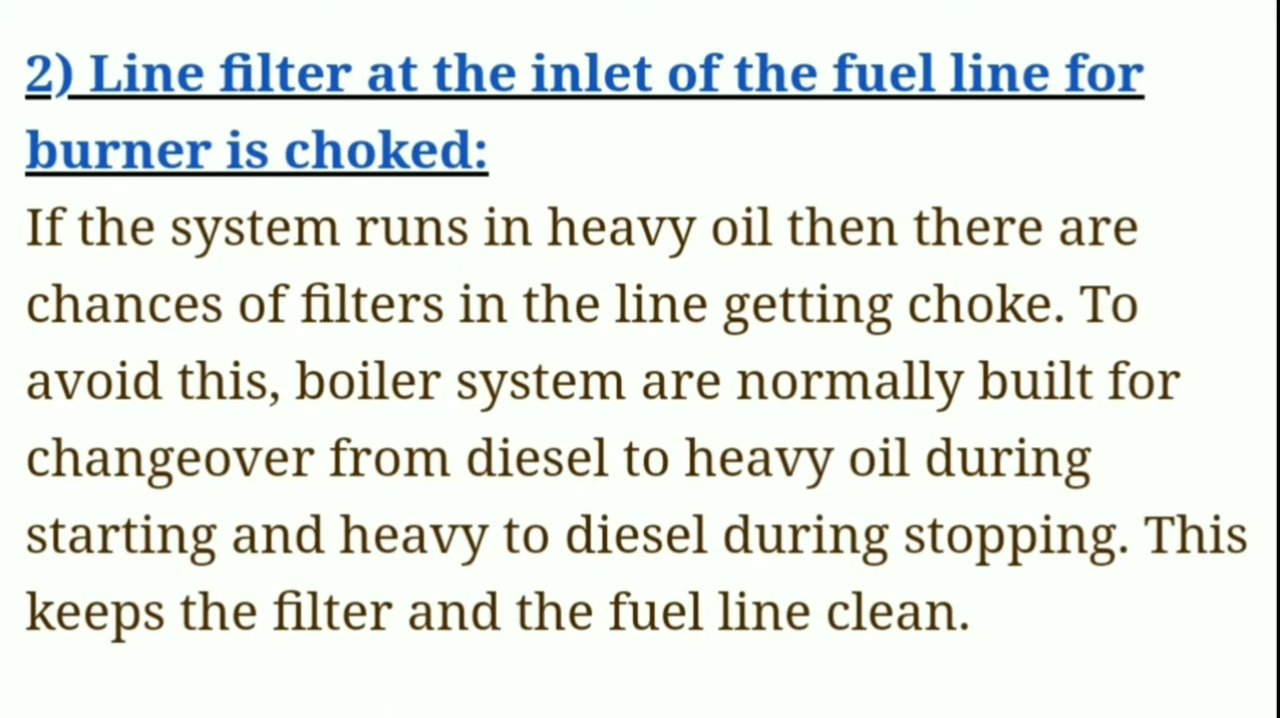 2) Line filter at the inlet of the fuel line for
burner is choked:
If the system runs in heavy oil then there are
chances of filters in the line getting choke. To
avoid this, boiler system are normally built for
changeover from diesel to heavy oil during
starting and heavy to diesel during stopping. This
keeps the filter and the fuel line clean.